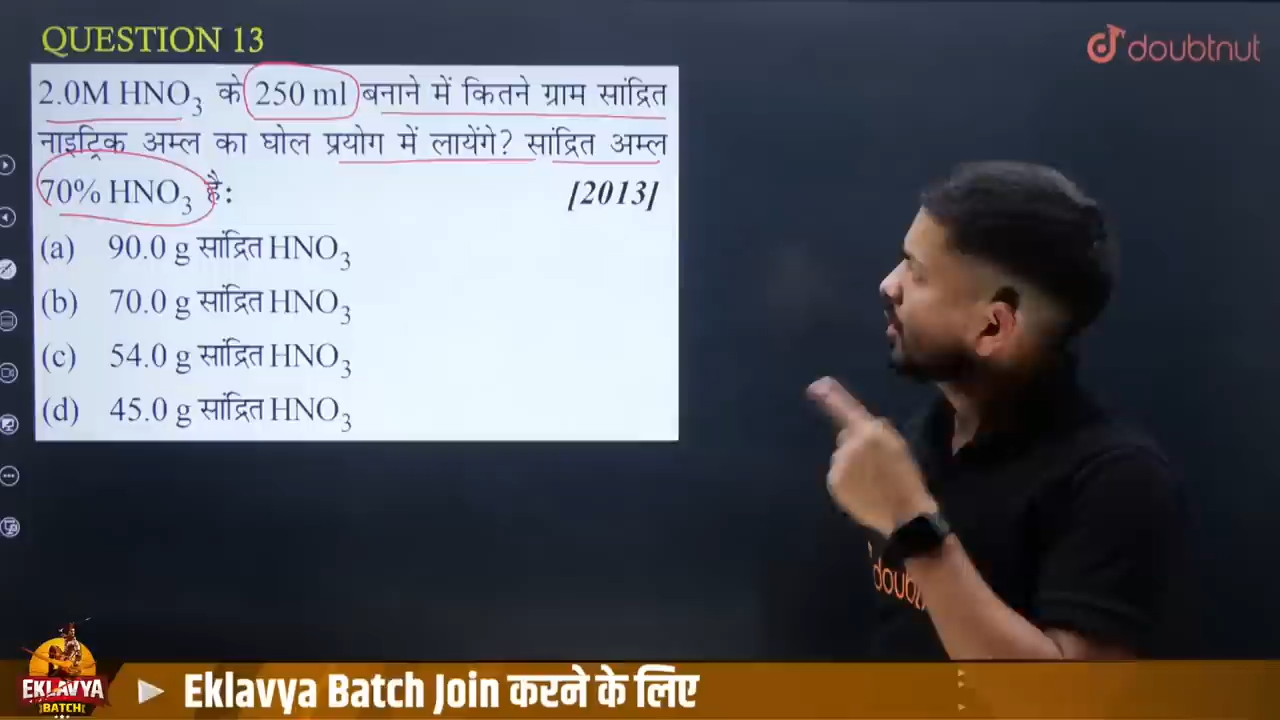 QUESTION 13
doubtnut
2.0M HNO₃ के 250 ml बनाने में कितने ग्राम सांद्रित
नाइट्रिक अम्ल का घोल प्रयोग में लायेंगे? सांद्रित अम्ल
70% HNO₃ है:
[2013]
(a) 90.0 g सांद्रित HNO₃
(b) 70.0 g सांद्रित HNO₃
(c) 54.0 g सांद्रित HNO₃
(d) 45.0 g सांद्रित HNO₃
EKLAVYA
BATCH
Eklavya Batch Join करने के लिए